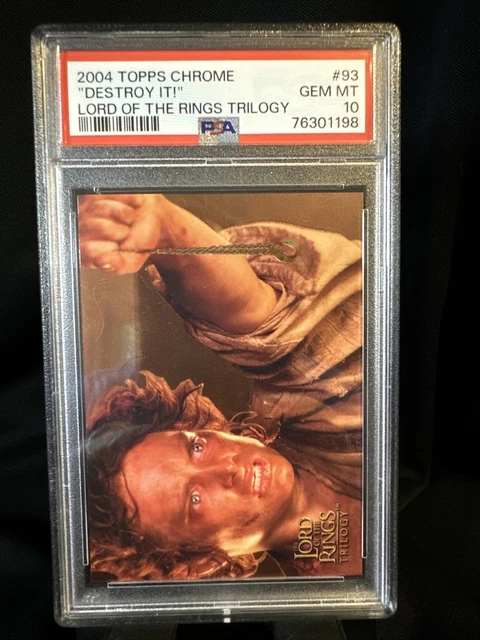 2004 TOPPS CHROME #93
"DESTROY IT!" GEM MT
LORD OF THE RINGS TRILOGY 10
PSA 76301198
THE
LORD
OF THE
RINGS™
TRILOGY